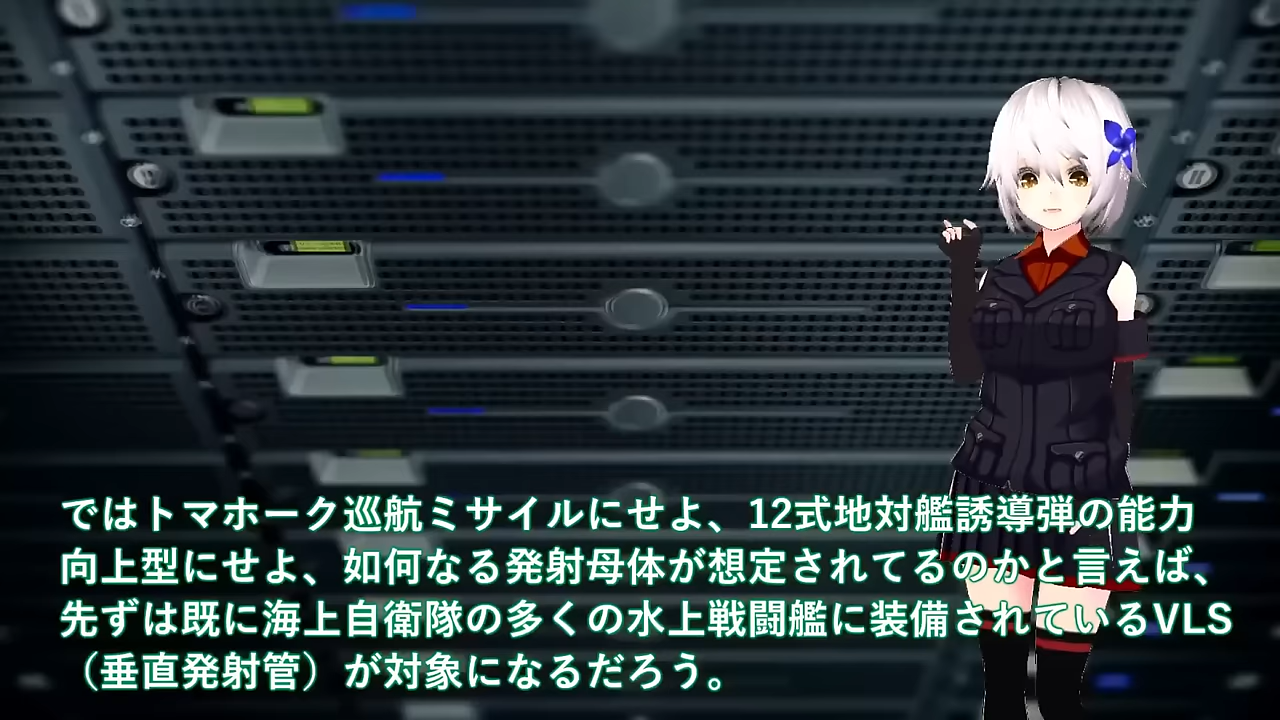 ではトマホーク巡航ミサイルにせよ、12式地対艦誘導弾の能力
向上型にせよ、如何なる発射母体が想定されてるのかと言えば、
先ずは既に海上自衛隊の多くの水上戦闘艦に装備されているVLS
（垂直発射管）が対象になるだろう。